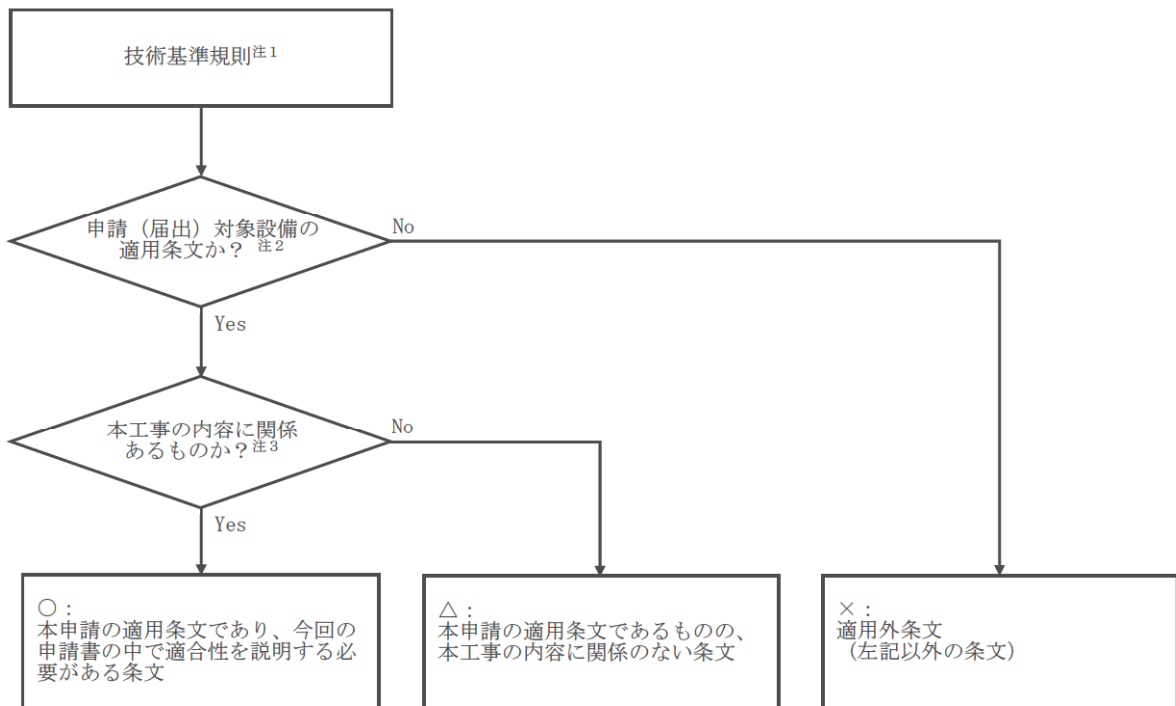 技術基準規則注1
申請（届出）対象設備の
適用条文か？ 注2
No
Yes
本工事の内容に関係
あるものか？注3
No
Yes
○：
本申請の適用条文であり、今回の
申請書の中で適合性を説明する必
要がある条文
△：
本申請の適用条文であるものの、
本工事の内容に関係のない条文
×：
適用外条文
（左記以外の条文）